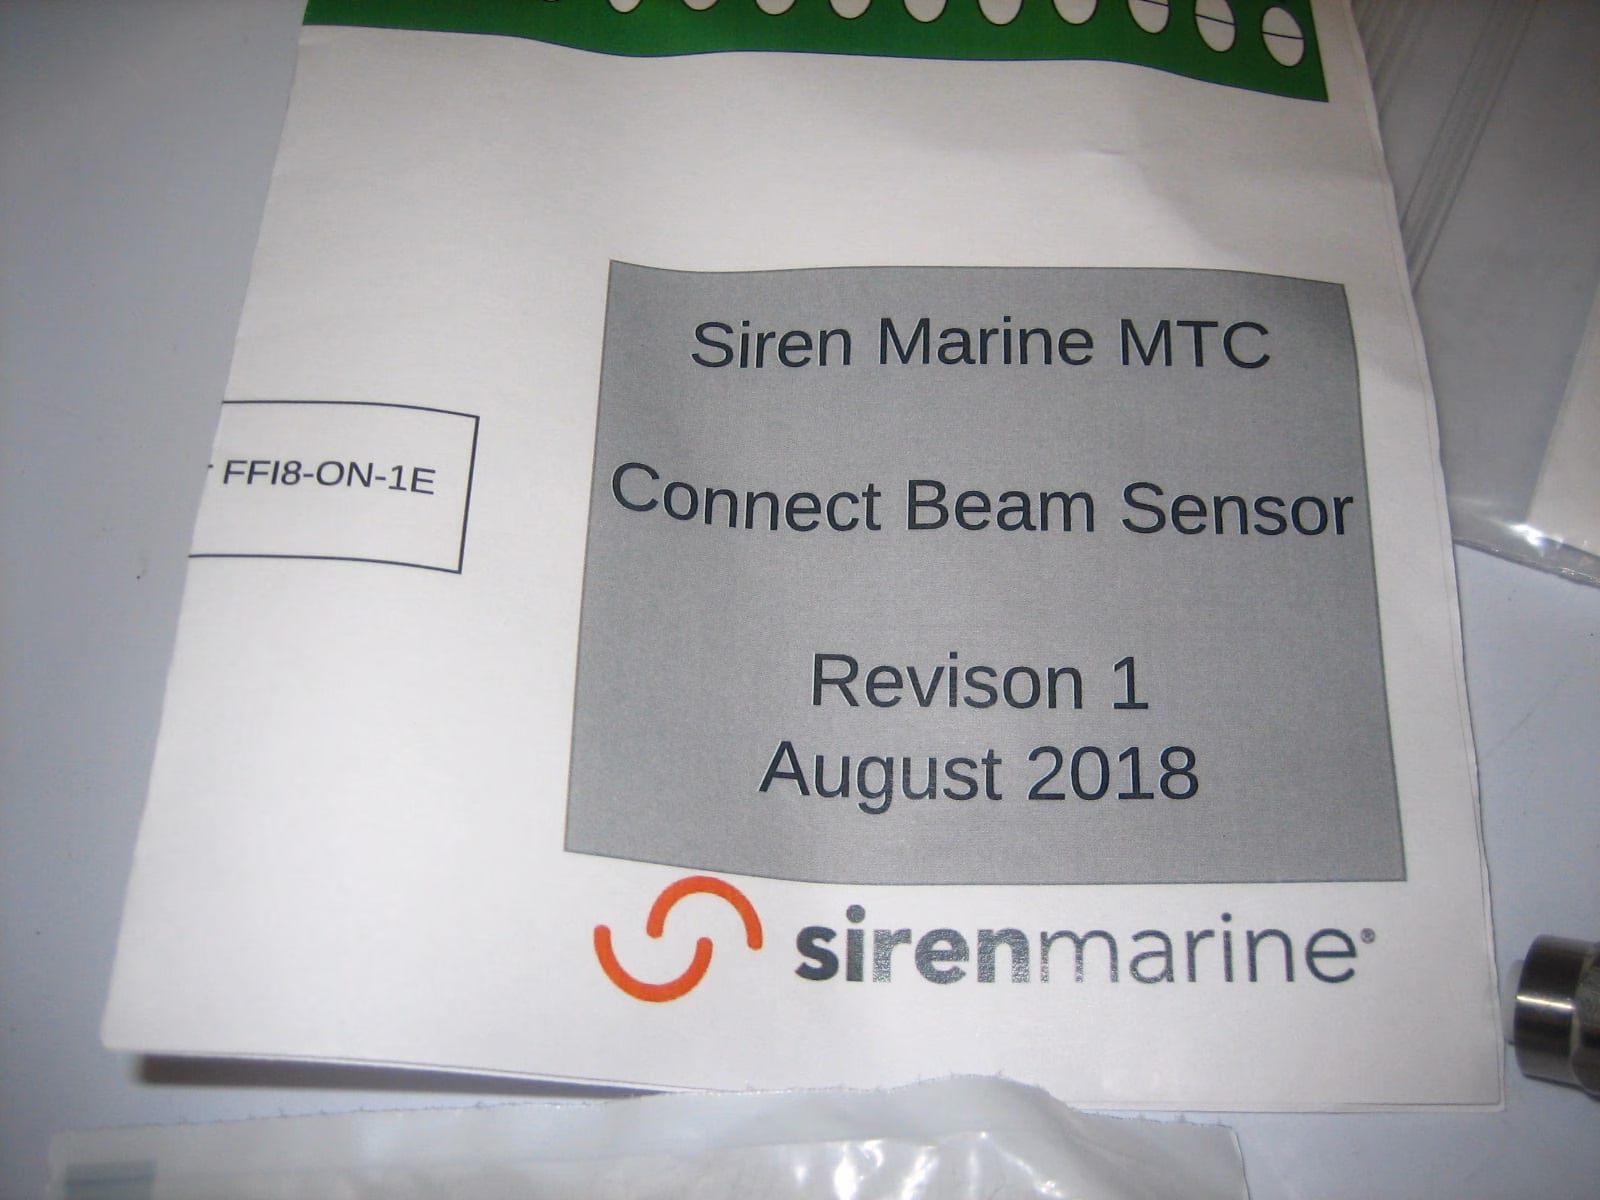 Siren Marine MTC
FFI8-ON-1E
Connect Beam Sensor
Revison 1
August 2018
sirenmarine®